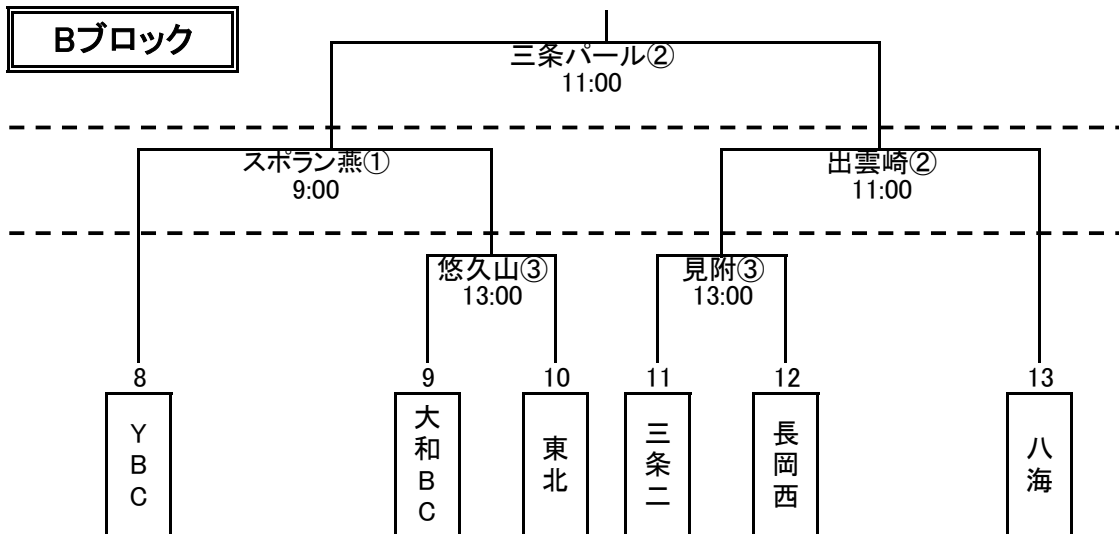 Bブロック
三条パール②
11:00
スポラン燕①
9:00
出雲崎②
11:00
悠久山③
13:00
見附③
13:00
8
9
10
11
12
13
YBC
大和BC
東北
三条二
長岡西
八海